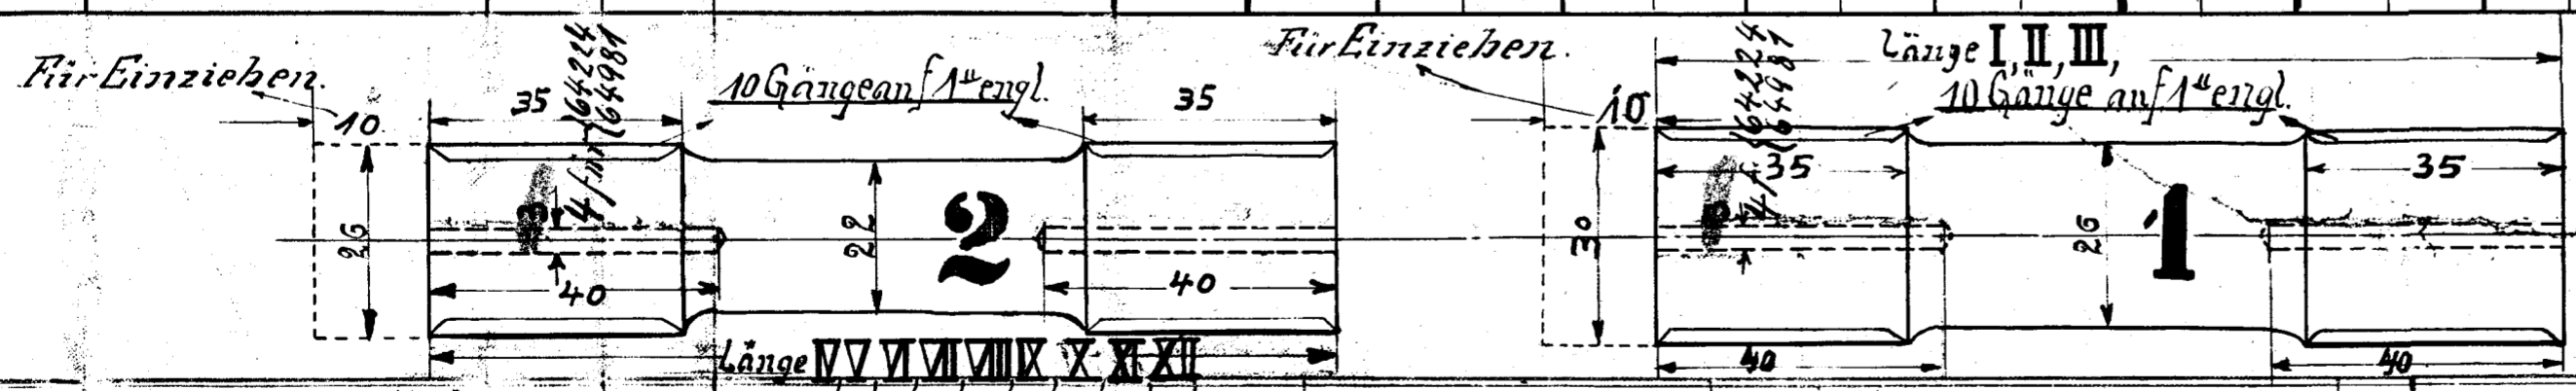 Für Einziehen.
10
35
4 für {64224
{64981
10 Gänge auf 1" engl.
35
26
3
22
2
40
40
Länge IV V VI VII VIII IX X XI XII
Für Einziehen.
10
Länge I, II, III,
64224
64981
10 Gänge auf 1" engl.
35
35
30
26
1
40
40